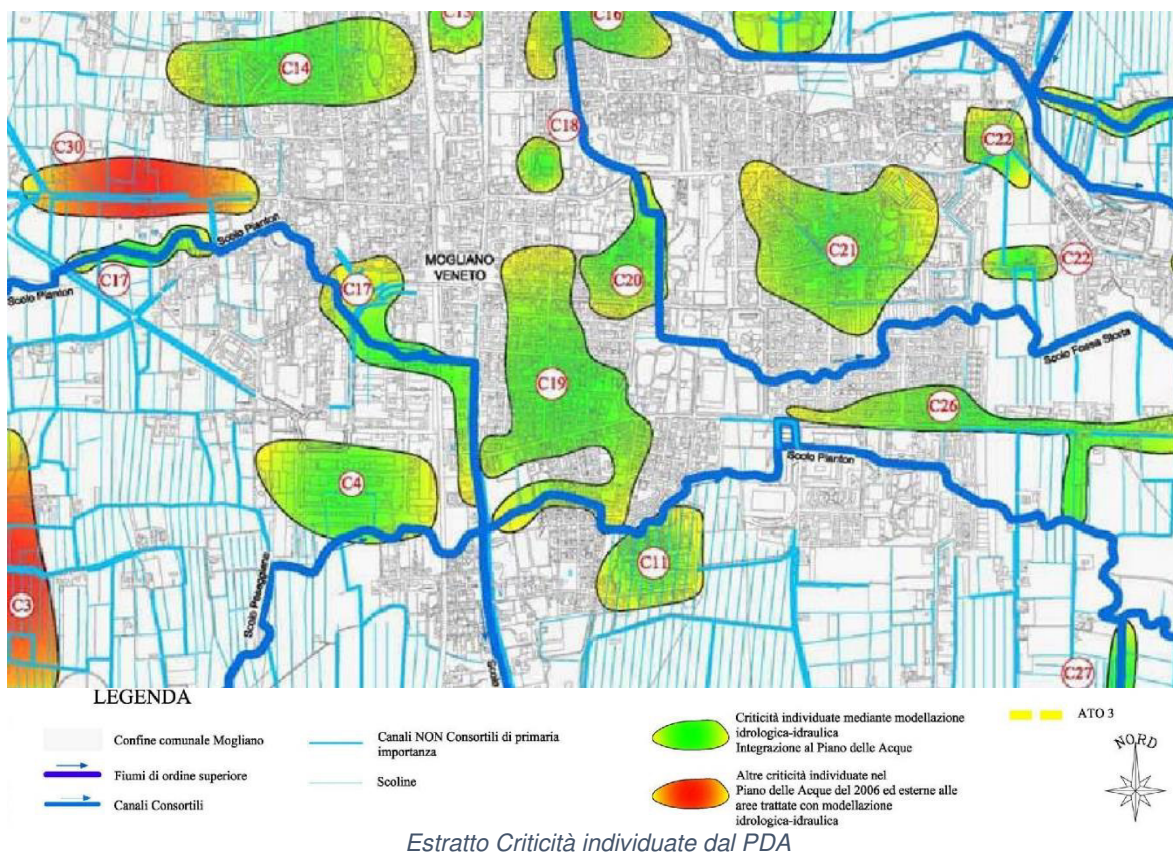 C15
C16
C14
C18
C30
C22
Scolo Pianton
C21
MOGLIANO
VENETO
C22
C17
C17
C20
Scolo Pianton
Scolo Fossa Storta
C19
C26
Scolo Pianton
C4
C11
C3
Scolo
C27
LEGENDA
Confine comunale Mogliano
Fiumi di ordine superiore
Canali Consortili
Canali NON Consortili di primaria
importanza
Scoline
Criticità individuate mediante modellazione
idrologica-idraulica
Integrazione al Piano delle Acque
Altre criticità individuate nel
Piano delle Acque del 2006 ed esterne alle
aree trattate con modellazione
idrologica-idraulica
ATO 3
NORD
Estratto Criticità individuate dal PDA